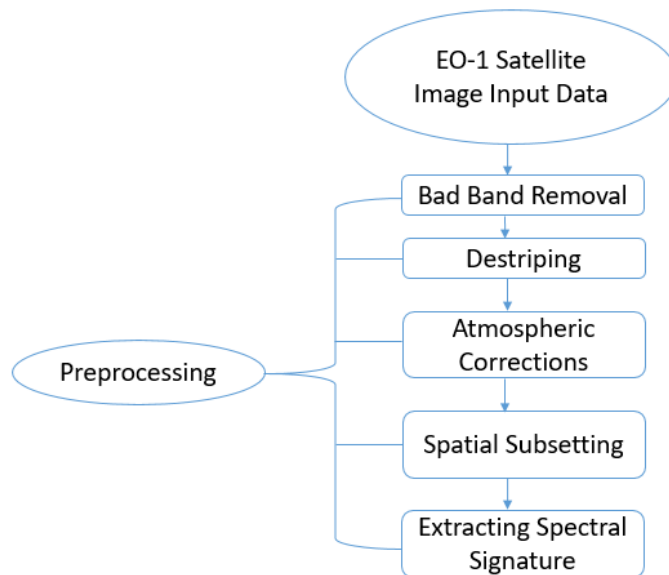 EO-1 Satellite
Image Input Data
Bad Band Removal
Destriping
Atmospheric
Corrections
Preprocessing
Spatial Subsetting
Extracting Spectral
Signature